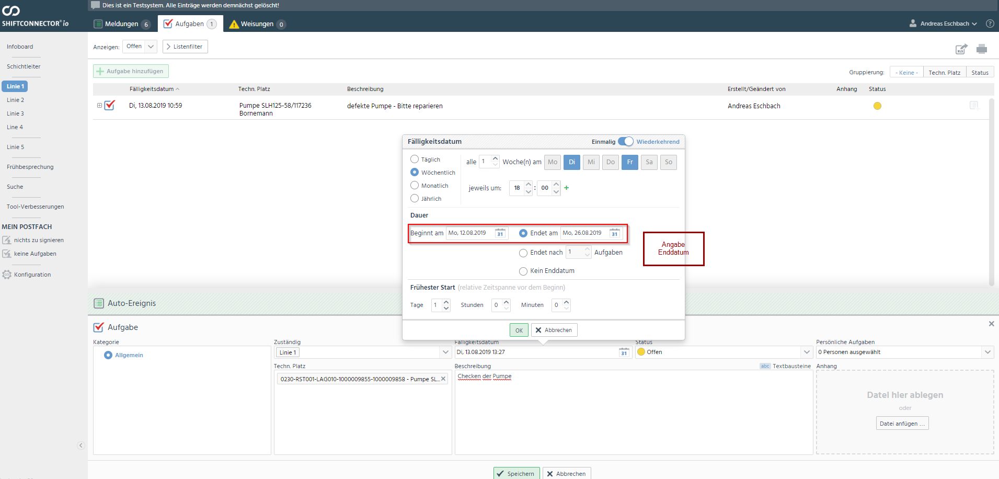 Dies ist ein Testsystem. Alle Einträge werden demnächst gelöscht!
SHIFTCONNECTOR® io
Meldungen 6
Aufgaben 1
Weisungen 0
Andreas Eschbach
?
Infoboard
Schichtleiter
Linie 1
Linie 2
Linie 3
Line 4
Linie 5
Frühbesprechung
Suche
Tool-Verbesserungen
MEIN POSTFACH
nichts zu signieren
keine Aufgaben
Konfiguration
Anzeigen: Offen
Listenfilter
XLS
Aufgabe hinzufügen
Gruppierung: - Keine - Techn. Platz Status
Fälligkeitsdatum Techn. Platz Beschreibung Erstellt/Geändert von Anhang Status
Di, 13.08.2019 10:59 Pumpe SLH125-58/117236 defekte Pumpe - Bitte reparieren Andreas Eschbach
Bornemann
Fälligkeitsdatum Einmalig Wiederkehrend
Täglich
Wöchentlich
Monatlich
Jährlich
alle 1 Woche(n) am Mo Di Mi Do Fr Sa So
jeweils um: 18 : 00 +
Dauer
Beginnt am Mo, 12.08.2019 31 Endet am Mo, 26.08.2019 31
Endet nach 1 Aufgaben
Kein Enddatum
Angabe
Enddatum
Frühester Start (relative Zeitspanne vor dem Beginn)
Tage 1 Stunden 0 Minuten 0
OK Abbrechen
Auto-Ereignis
Aufgabe
Kategorie
Allgemein
Zuständig
Linie 1
Fälligkeitsdatum
Di, 13.08.2019 13:27 31
Status
Offen
Persönliche Aufgaben
0 Personen ausgewählt
Techn. Platz
0230-RST001-LAG010-1000009855-1000009858 - Pumpe SL...
Beschreibung abc Textbausteine
Checken der Pumpe
Anhang
Datei hier ablegen
oder
Datei anfügen ...
Speichern Abbrechen